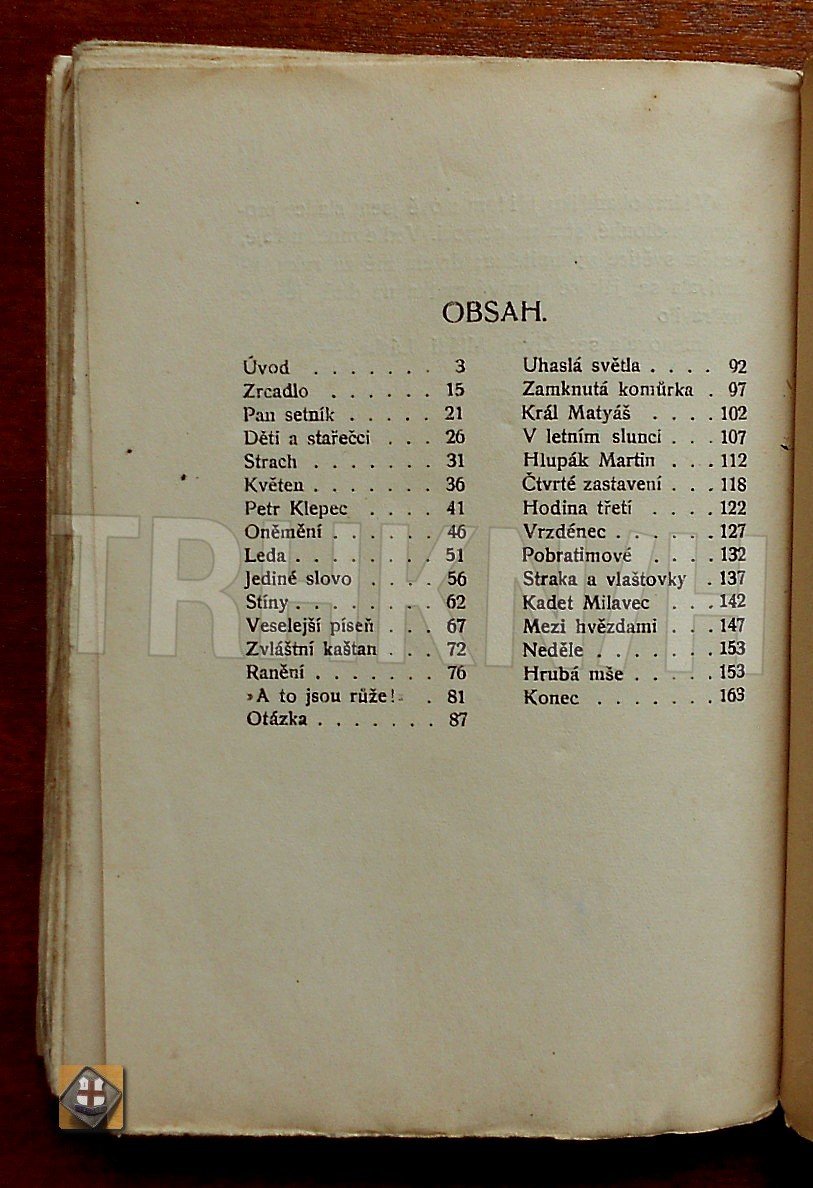 OBSAH.
Úvod . . . . . . . 3
Zrcadlo . . . . . . 15
Pan setník . . . . . 21
Děti a stařečci . . . 26
Strach . . . . . . . 31
Květen . . . . . . . 36
Petr Klepec . . . . 41
Oněmění . . . . . . 46
Leda . . . . . . . . 51
Jediné slovo . . . . 56
Stíny . . . . . . . . 62
Veselejší píseň . . . 67
Zvláštní kaštan . . . 72
Ranění . . . . . . . 76
»A to jsou růže!« . 81
Otázka . . . . . . . 87
Uhaslá světla . . . . 92
Zamknutá komůrka . 97
Král Matyáš . . . . 102
V letním slunci . . . 107
Hlupák Martin . . . 112
Čtvrté zastavení . . . 118
Hodina třetí . . . . 122
Vrzdénec . . . . . . 127
Pobratimové . . . . 132
Straka a vlaštovky . 137
Kadet Milavec . . . 142
Mezi hvězdami . . . 147
Neděle . . . . . . . 153
Hrubá mše . . . . . 153
Konec . . . . . . . 163
TRHKNIH